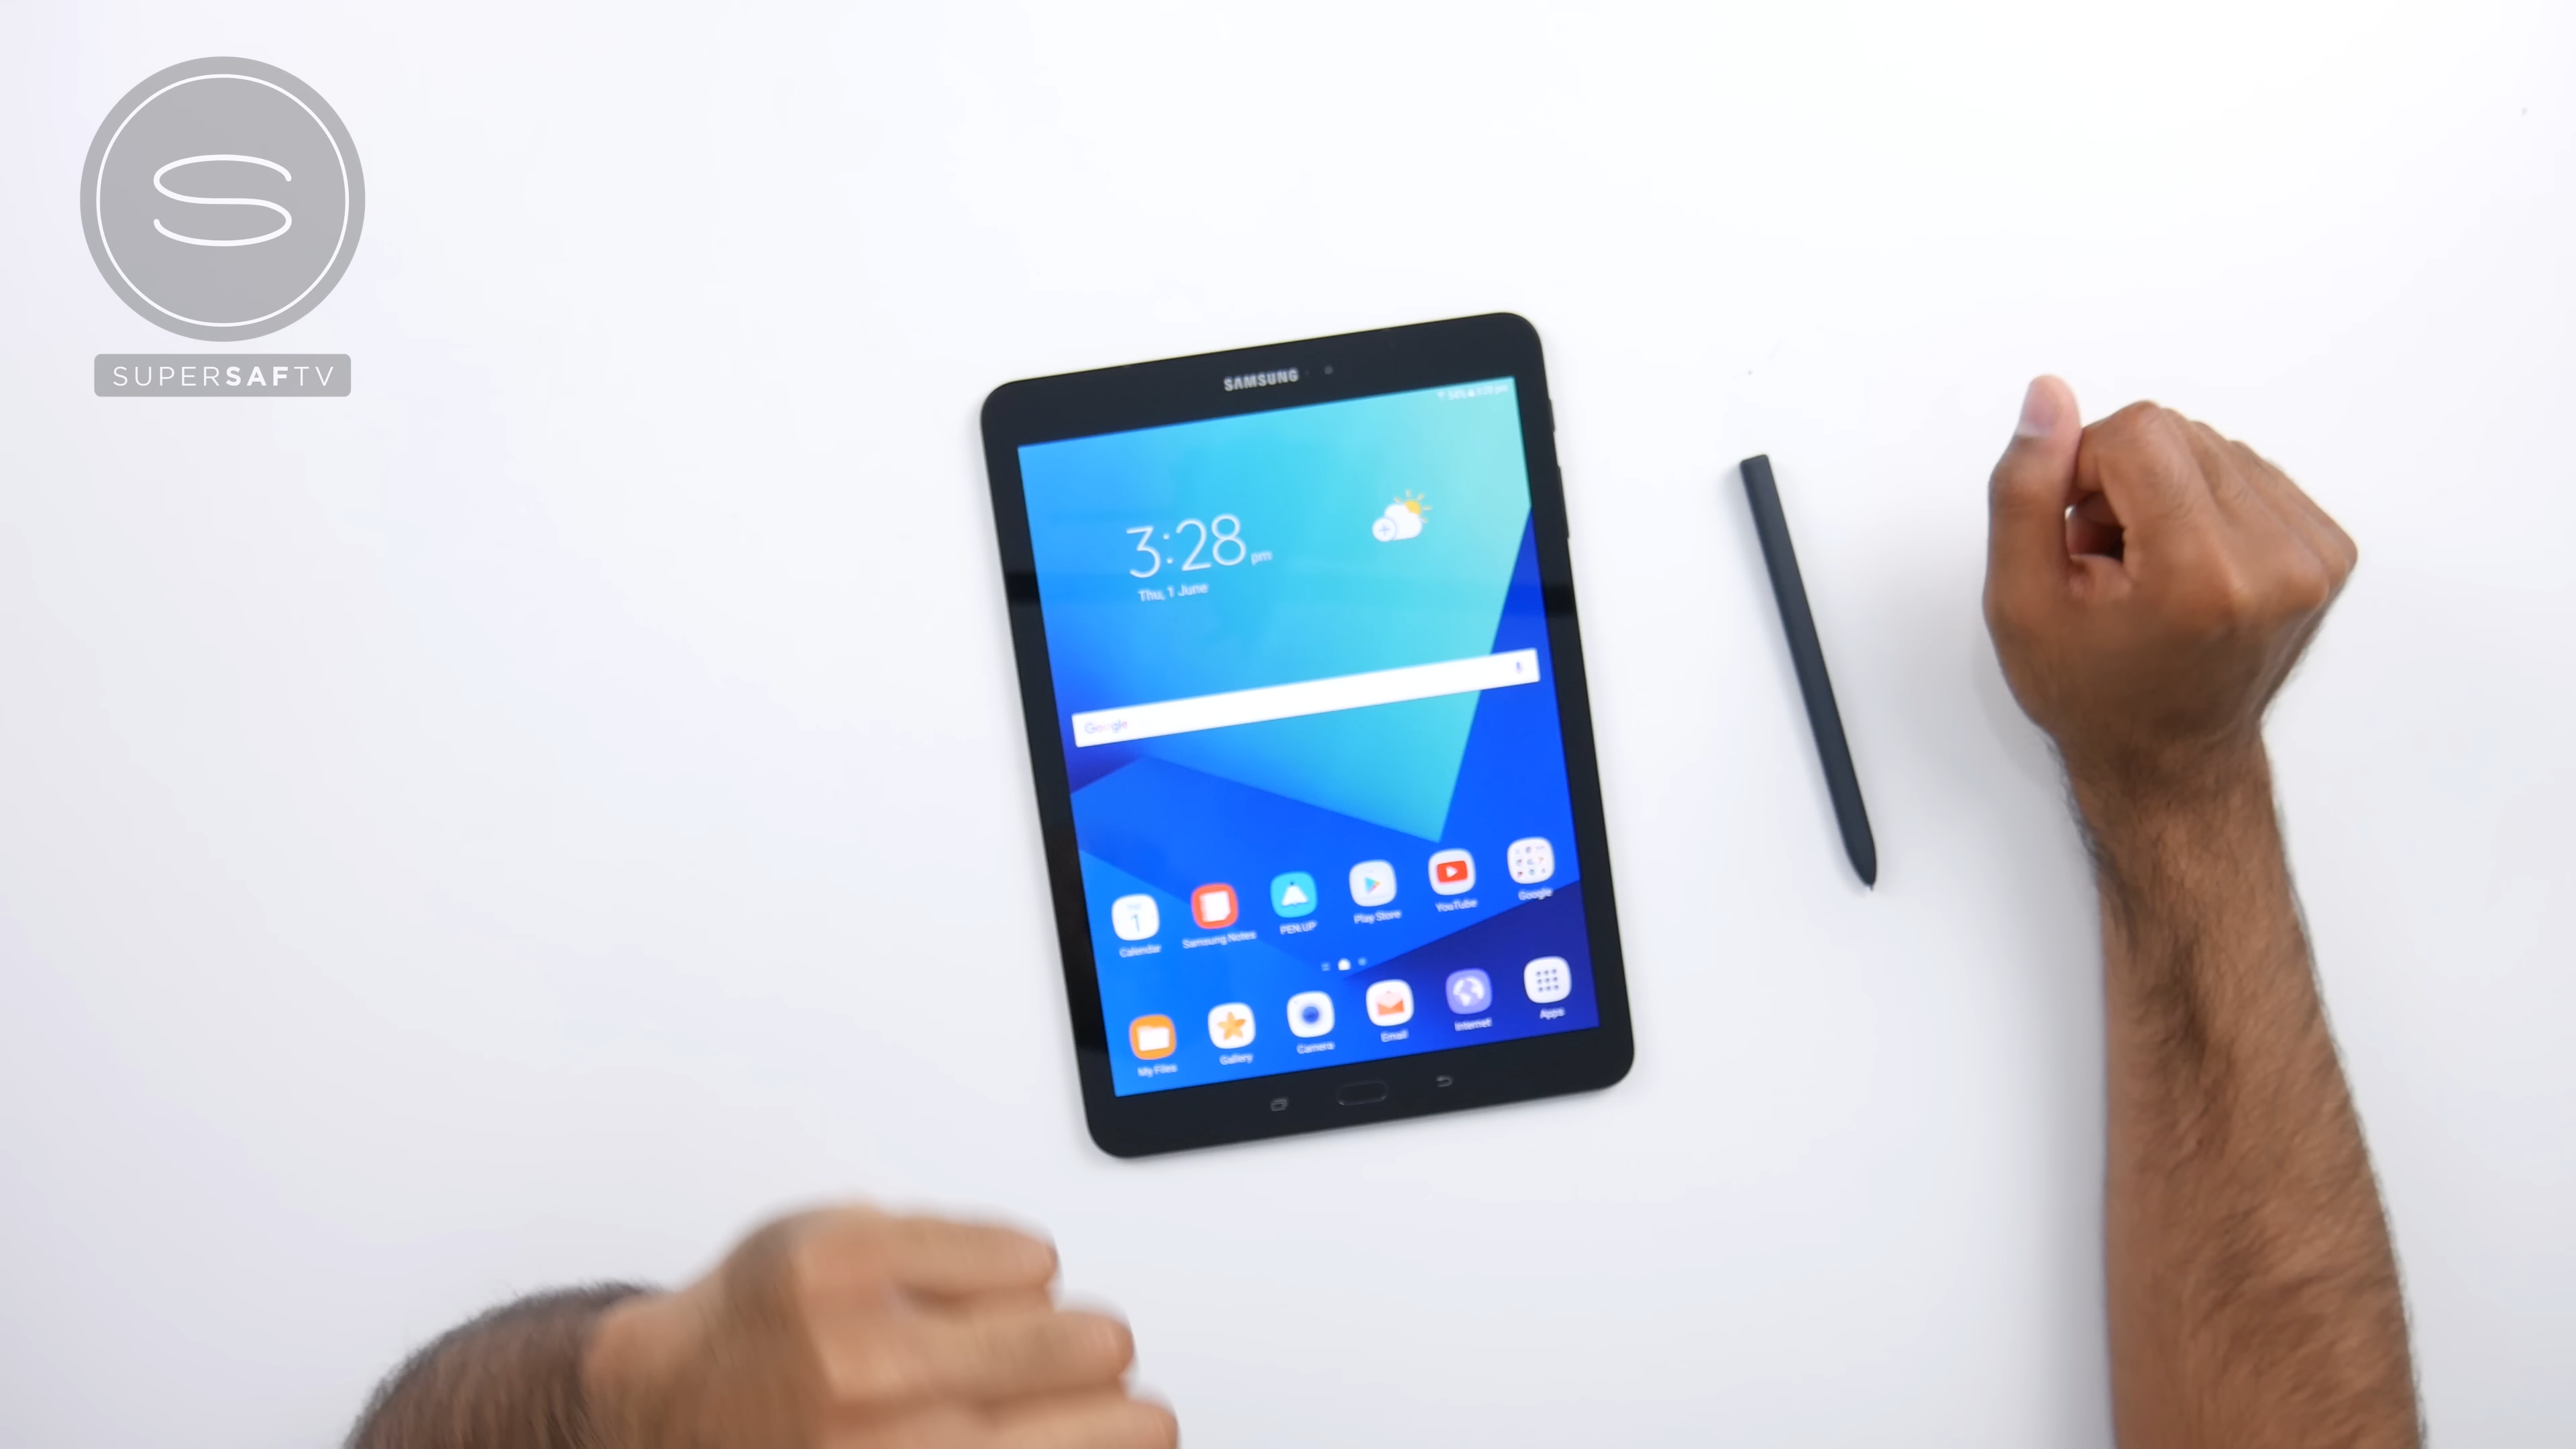 SUPERSAFTV
SAMSUNG
3:28 pm
Thu, 1 June
Google
1
Calendar
Samsung Notes
PEN.UP
Play Store
YouTube
Google
My Files
Gallery
Camera
Email
Internet
Apps